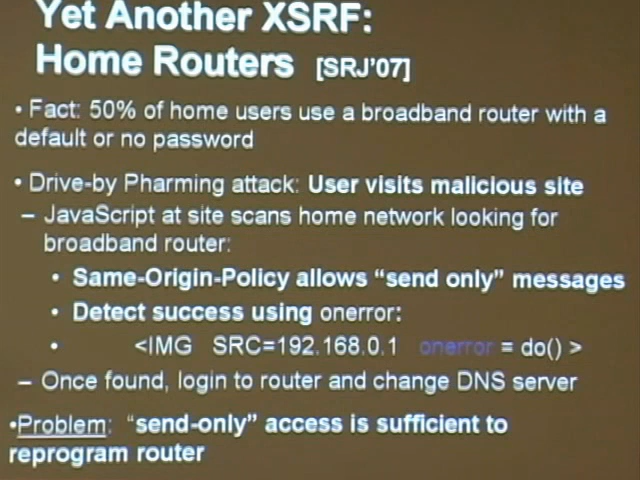 Yet Another XSRF:
Home Routers [SRJ'07]
• Fact: 50% of home users use a broadband router with a
default or no password
• Drive-by Pharming attack: User visits malicious site
– JavaScript at site scans home network looking for
broadband router:
• Same-Origin-Policy allows “send only” messages
• Detect success using onerror:
• <IMG SRC=192.168.0.1 onerror = do() >
– Once found, login to router and change DNS server
•Problem: “send-only” access is sufficient to
reprogram router